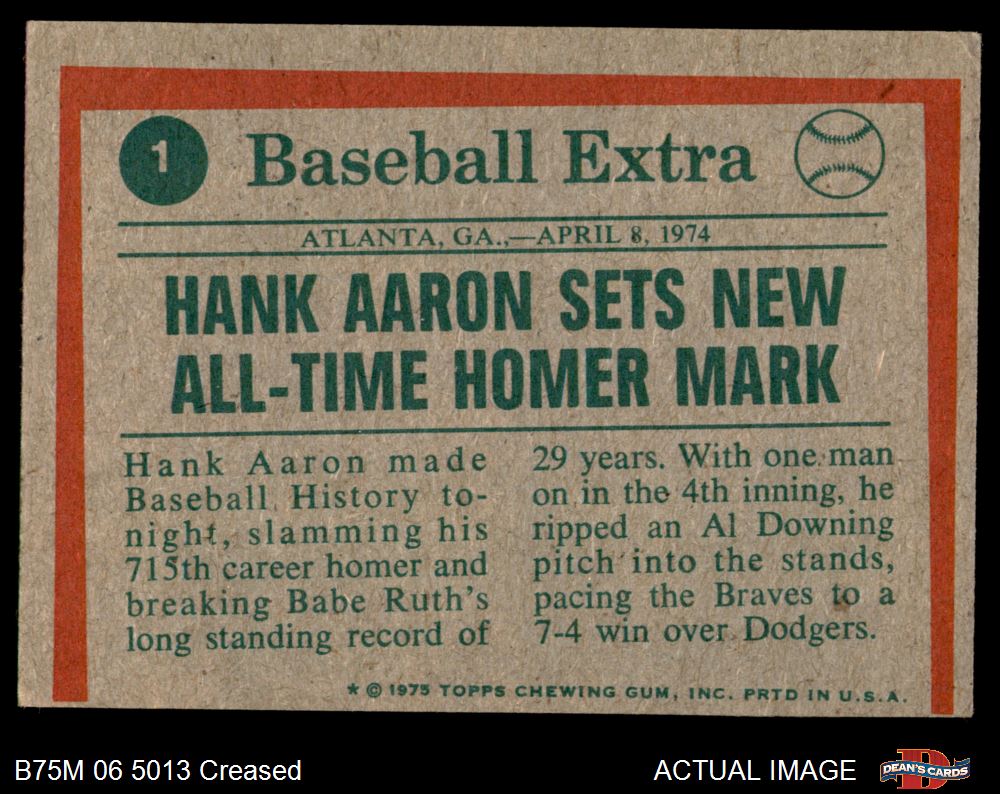 1
Baseball Extra
ATLANTA, GA.,—APRIL 8, 1974
HANK AARON SETS NEW
ALL-TIME HOMER MARK
Hank Aaron made
Baseball History to-
night, slamming his
715th career homer and
breaking Babe Ruth's
long standing record of
29 years. With one man
on in the 4th inning, he
ripped an Al Downing
pitch into the stands,
pacing the Braves to a
7-4 win over Dodgers.
* © 1975 TOPPS CHEWING GUM, INC. PRTD IN U.S.A.
B75M 06 5013 Creased
ACTUAL IMAGE
DEAN'S CARDS